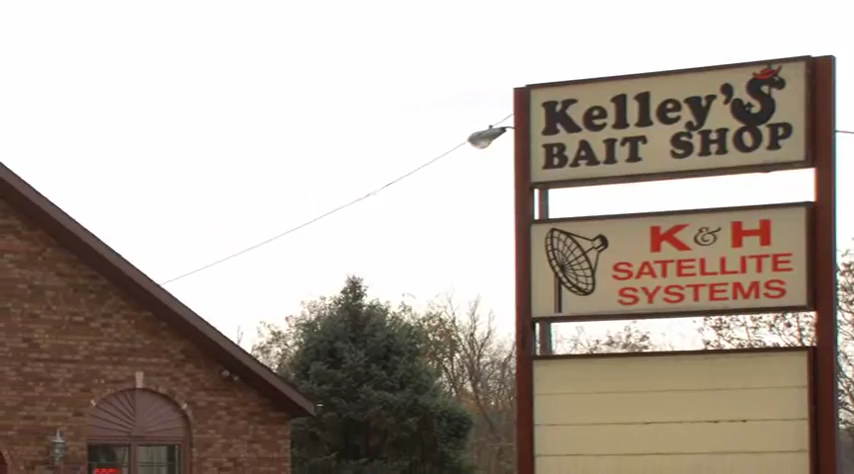 Kelley's
BAIT SHOP
K & H
SATELLITE
SYSTEMS